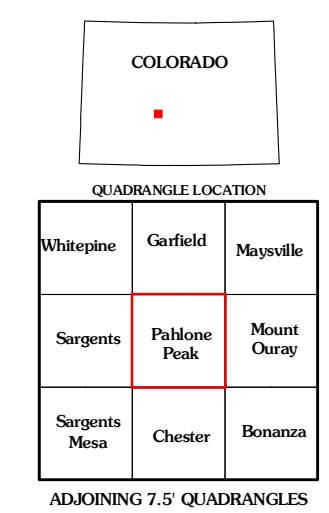 COLORADO
QUADRANGLE LOCATION
Whitepine
Garfield
Maysville
Sargents
Pahlone
Peak
Mount
Ouray
Sargents
Mesa
Chester
Bonanza
ADJOINING 7.5' QUADRANGLES